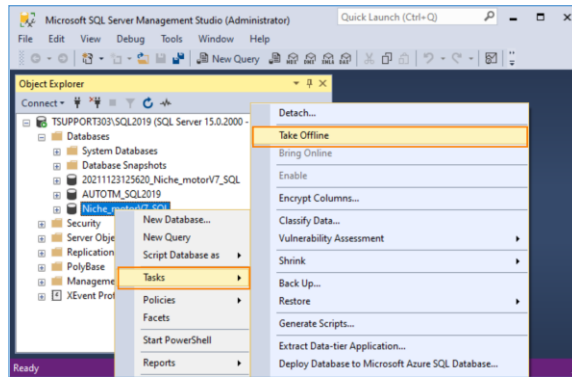 Microsoft SQL Server Management Studio (Administrator)
Quick Launch (Ctrl+Q)
File Edit View Debug Tools Window Help
New Query
Object Explorer
Connect
TSUPPORT303\SQL2019 (SQL Server 15.0.2000 -
Databases
System Databases
Database Snapshots
20211123125620_Niche_motorV7_SQL
AUTOTM_SQL2019
Niche_motorV7_SQL
Security
Server Obje
Replication
PolyBase
Manageme
XEvent Prof
New Database...
New Query
Script Database as
Tasks
Policies
Facets
Start PowerShell
Reports
Detach...
Take Offline
Bring Online
Enable
Encrypt Columns...
Classify Data...
Vulnerability Assessment
Shrink
Back Up...
Restore
Generate Scripts...
Extract Data-tier Application...
Deploy Database to Microsoft Azure SQL Database...
Ready